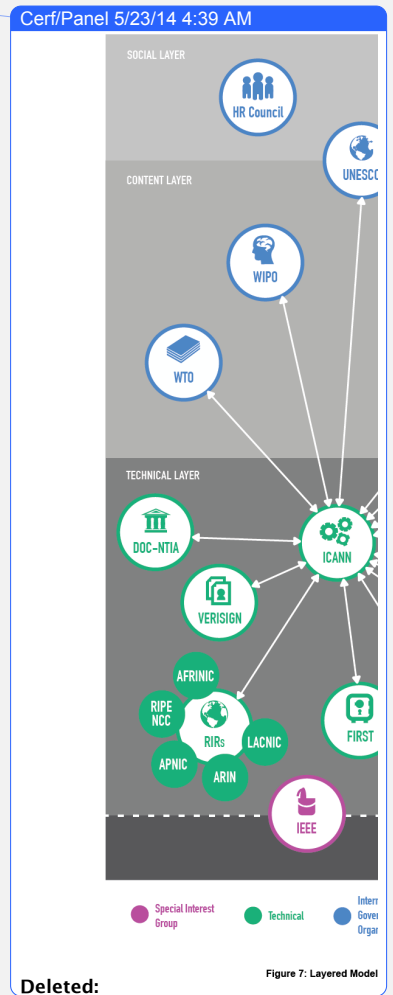 Cerf/Panel 5/23/14 4:39 AM
SOCIAL LAYER
HR Council
UNESCO
CONTENT LAYER
WIPO
WTO
TECHNICAL LAYER
DOC-NTIA
ICANN
VERISIGN
AFRINIC
RIPE
NCC
RIRs
LACNIC
APNIC
ARIN
FIRST
IEEE
Special Interest
Group
Technical
Figure 7: Layered Model
Deleted: